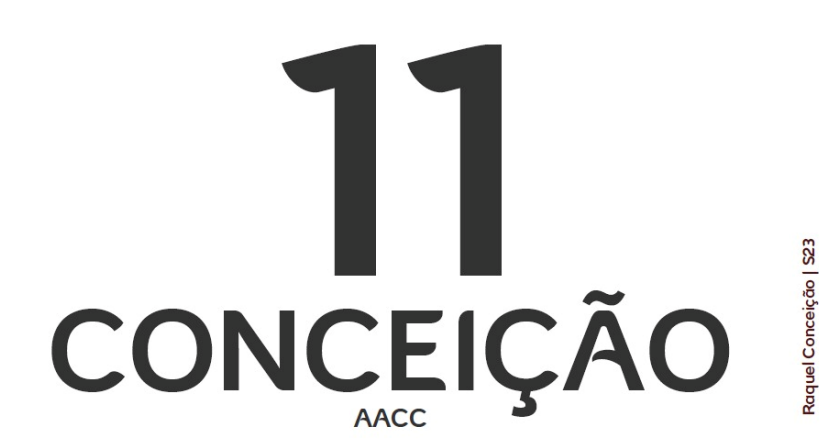 11
CONCEIÇÃO
AACC
Raquel Conceição | S23